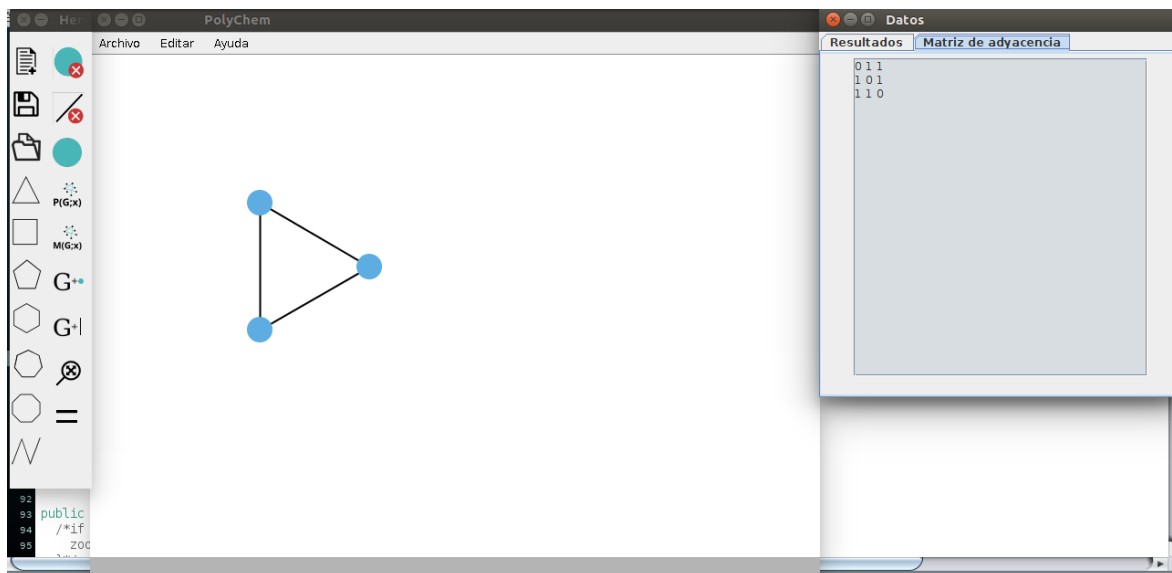 Her
PolyChem
Datos
Archivo Editar Ayuda
Resultados Matriz de adyacencia
0 1 1
1 0 1
1 1 0
P(G;x)
M(G;x)
G+
G+|
92
93 public
94 /*if
95 zoo